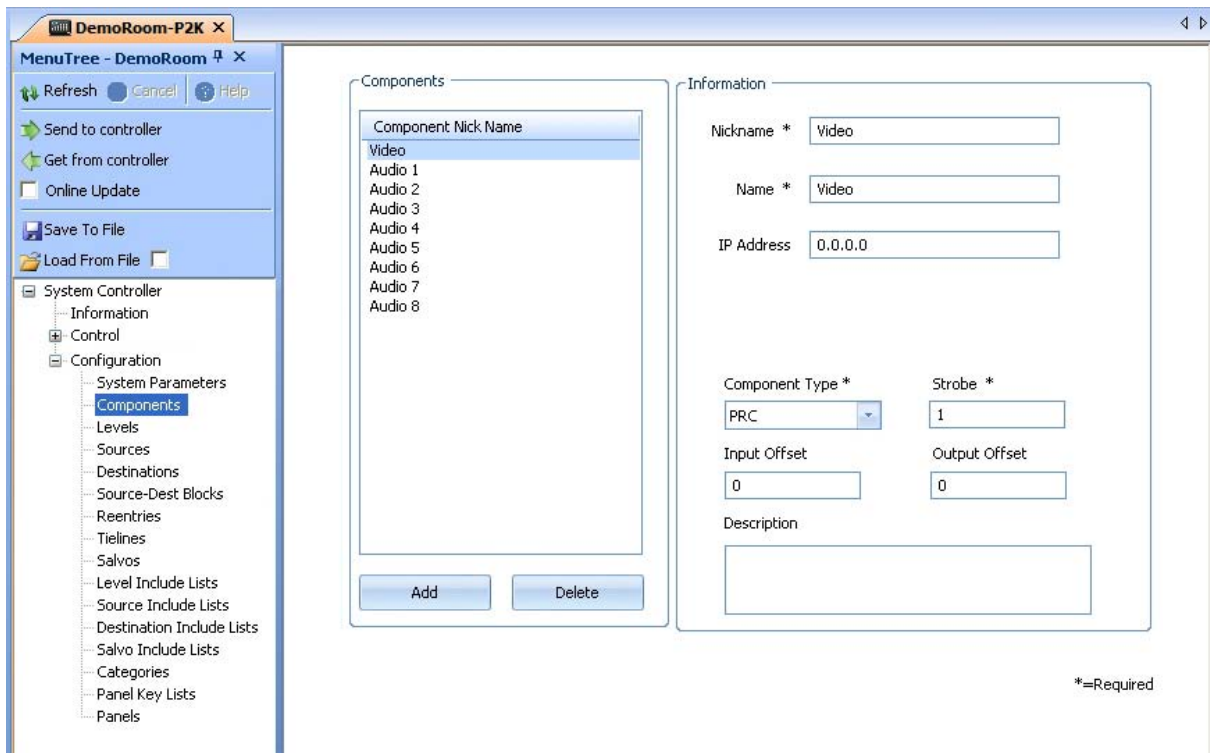 DemoRoom-P2K X
MenuTree - DemoRoom
Refresh Cancel Help
Send to controller
Get from controller
Online Update
Save To File
Load From File
System Controller
Information
Control
Configuration
System Parameters
Components
Levels
Sources
Destinations
Source-Dest Blocks
Reentries
Tielines
Salvos
Level Include Lists
Source Include Lists
Destination Include Lists
Salvo Include Lists
Categories
Panel Key Lists
Panels
Components
Component Nick Name
Video
Audio 1
Audio 2
Audio 3
Audio 4
Audio 5
Audio 6
Audio 7
Audio 8
Add Delete
Information
Nickname * Video
Name * Video
IP Address 0.0.0.0
Component Type * Strobe *
PRC 1
Input Offset Output Offset
0 0
Description
*=Required